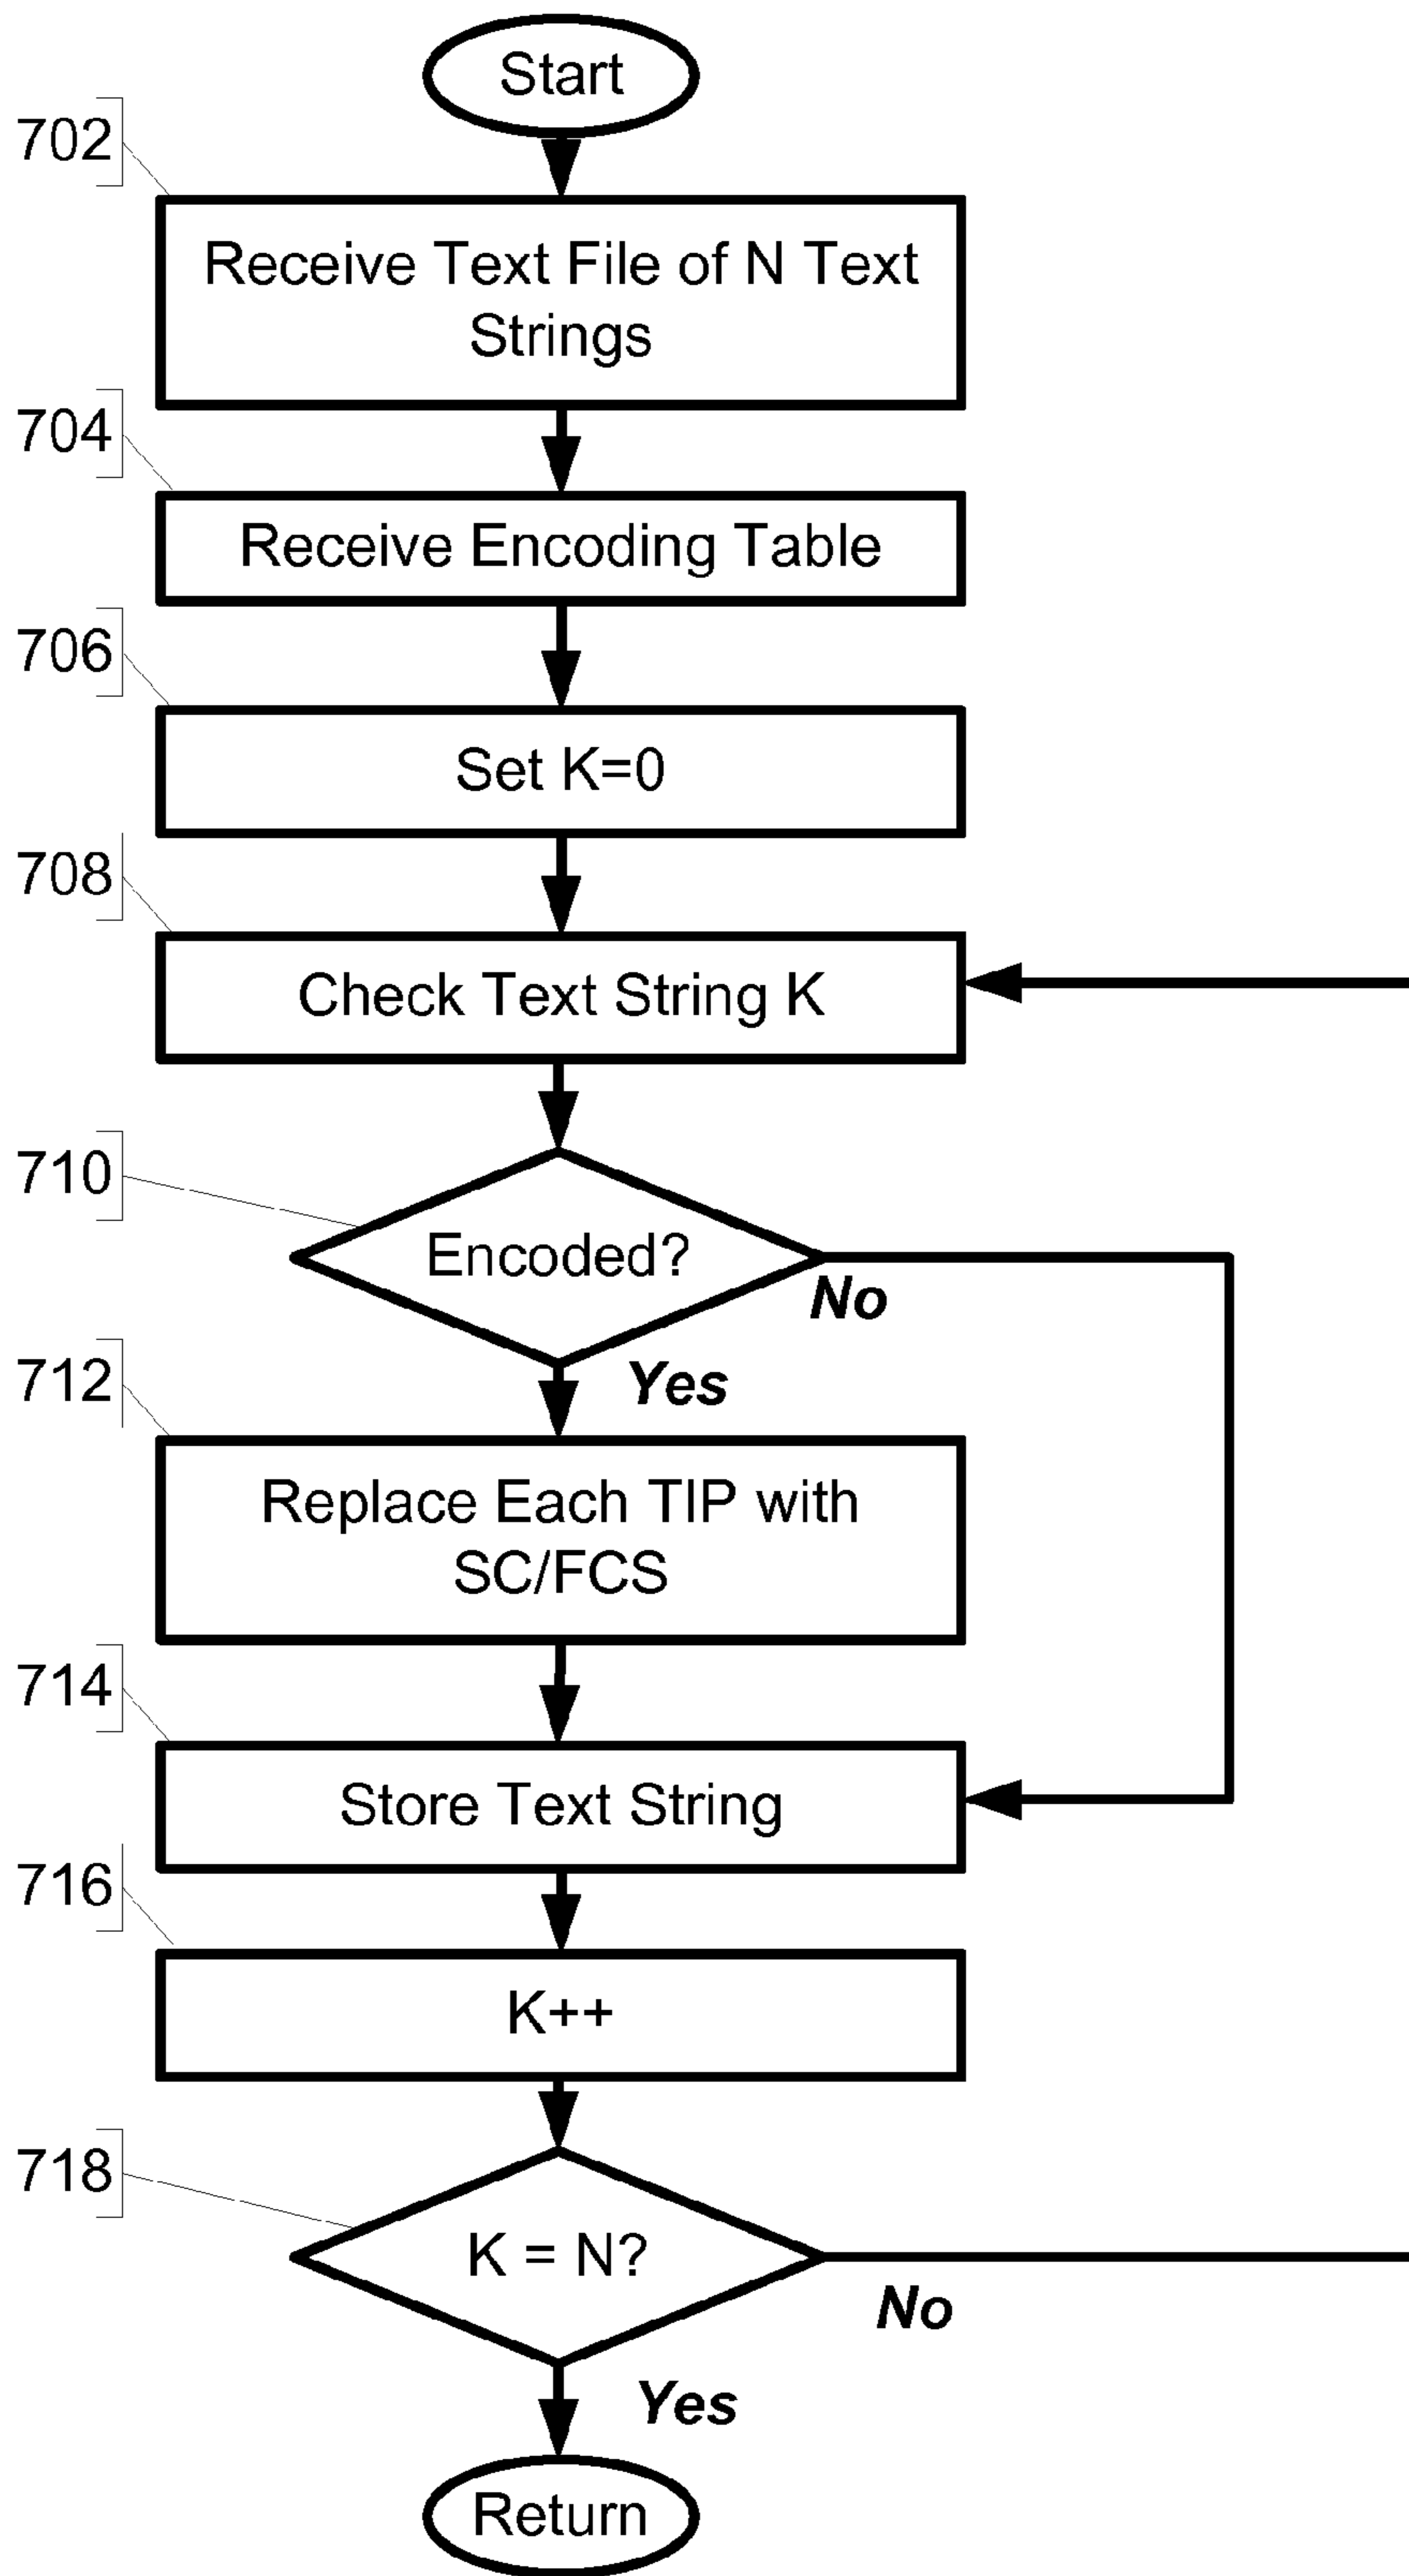 Start
702
Receive Text File of N Text
Strings
704
Receive Encoding Table
706
Set K=0
708
Check Text String K
710
Encoded?
No
Yes
712
Replace Each TIP with
SC/FCS
714
Store Text String
716
K++
718
K = N?
No
Yes
Return